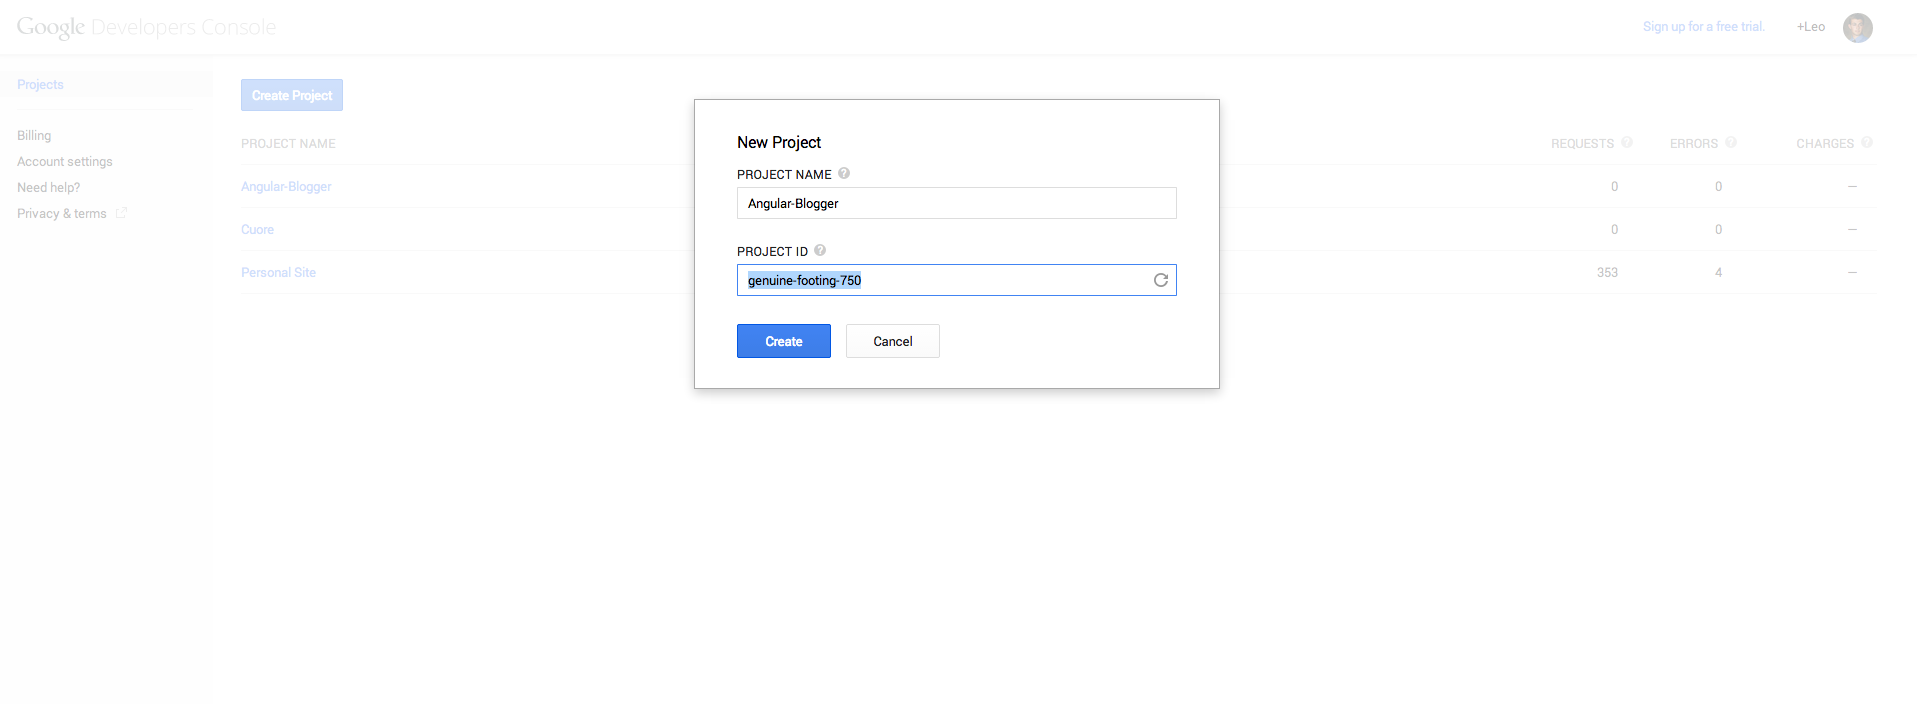 Google Developers Console
Sign up for a free trial.
+Leo
Projects
Billing
Account settings
Need help?
Privacy & terms
Create Project
PROJECT NAME
REQUESTS
ERRORS
CHARGES
Angular-Blogger
0
0
—
Cuore
0
0
—
Personal Site
353
4
—
New Project
PROJECT NAME
Angular-Blogger
PROJECT ID
genuine-footing-750
Create
Cancel